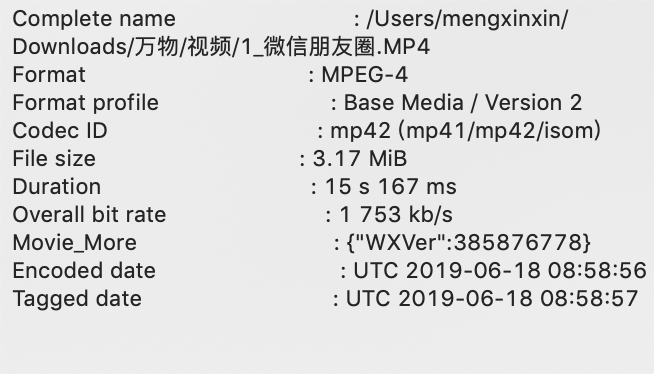 Complete name : /Users/mengxinxin/
Downloads/万物/视频/1_微信朋友圈.MP4
Format : MPEG-4
Format profile : Base Media / Version 2
Codec ID : mp42 (mp41/mp42/isom)
File size : 3.17 MiB
Duration : 15 s 167 ms
Overall bit rate : 1 753 kb/s
Movie_More : {"WXVer":385876778}
Encoded date : UTC 2019-06-18 08:58:56
Tagged date : UTC 2019-06-18 08:58:57